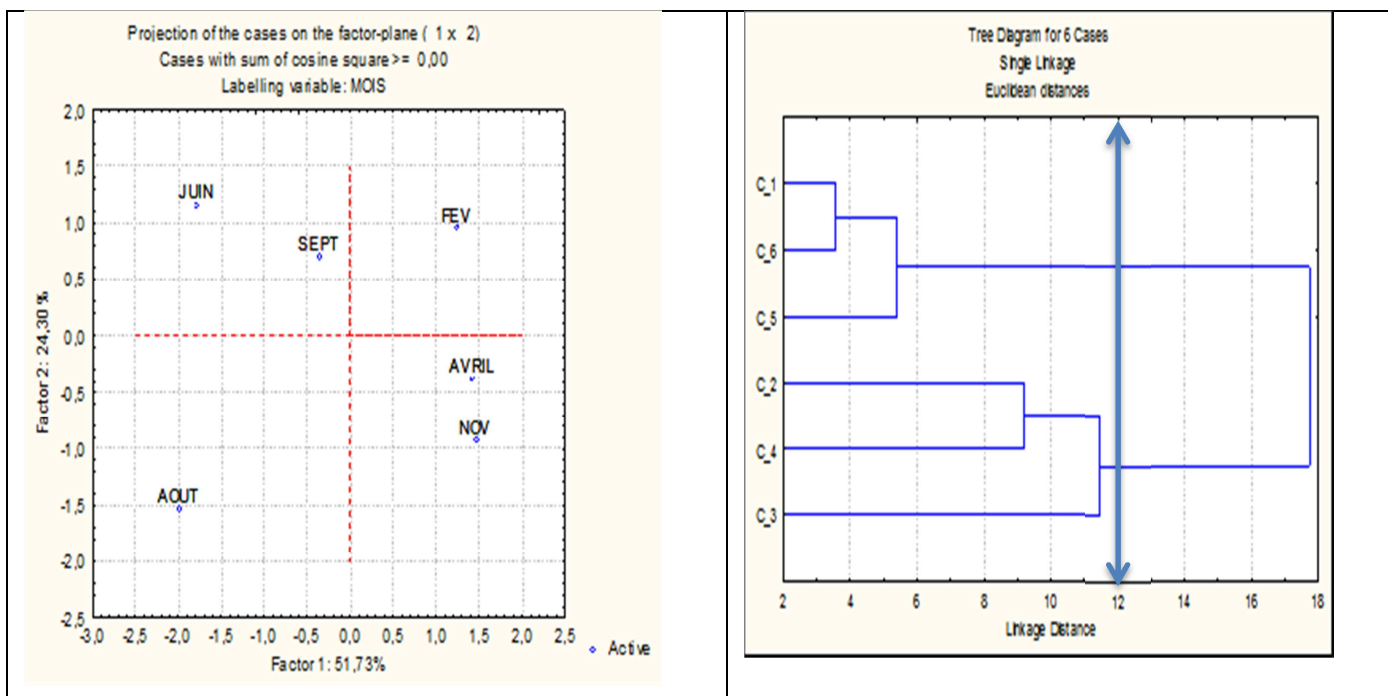 Projection of the cases on the factor-plane ( 1 x 2)
Cases with sum of cosine square >= 0,00
Labelling variable: MOIS
2,0
1,5
1,0
0,5
0,0
-0,5
-1,0
-1,5
-2,0
-2,5
Factor 2: 24,30 %
JUIN
SEPT
FEV
AVRIL
NOV
AOUT
-3,0 -2,5 -2,0 -1,5 -1,0 -0,5 0,0 0,5 1,0 1,5 2,0 2,5
Factor 1: 51,73%
Active
Tree Diagram for 6 Cases
Single Linkage
Euclidean distances
C_1
C_6
C_5
C_2
C_4
C_3
2 4 6 8 10 12 14 16 18
Linkage Distance